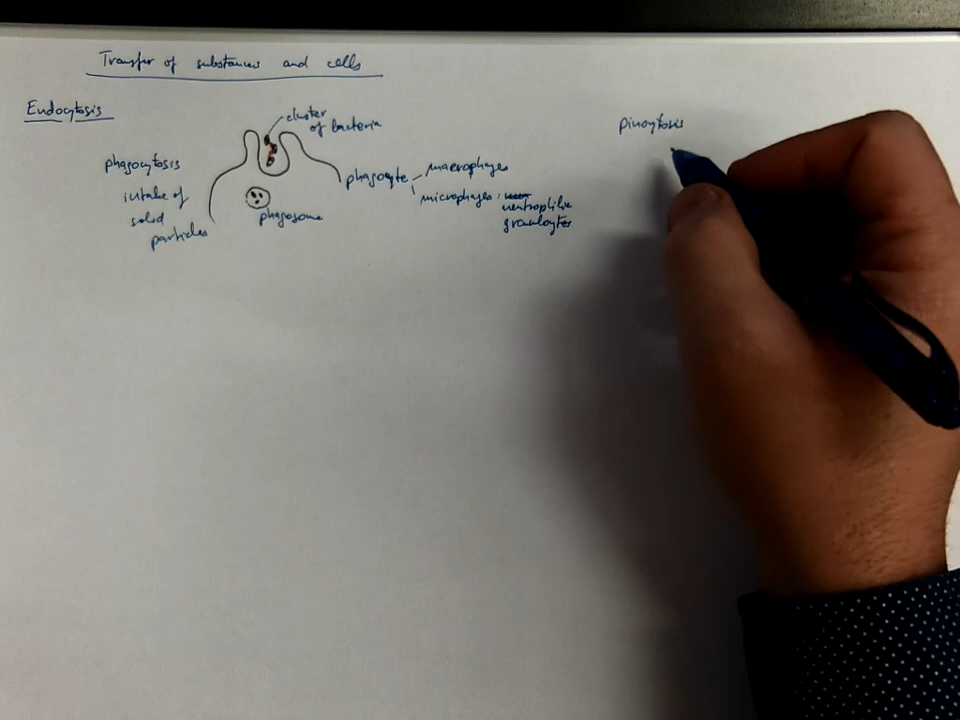 Transfer of substances and cells
Endocytosis
cluster
of bacteria
pinocytosis
phagocytosis
intake of
solid
particles
phagosome
phagocyte
macrophages
microphages:
neutrophilic
granulocytes